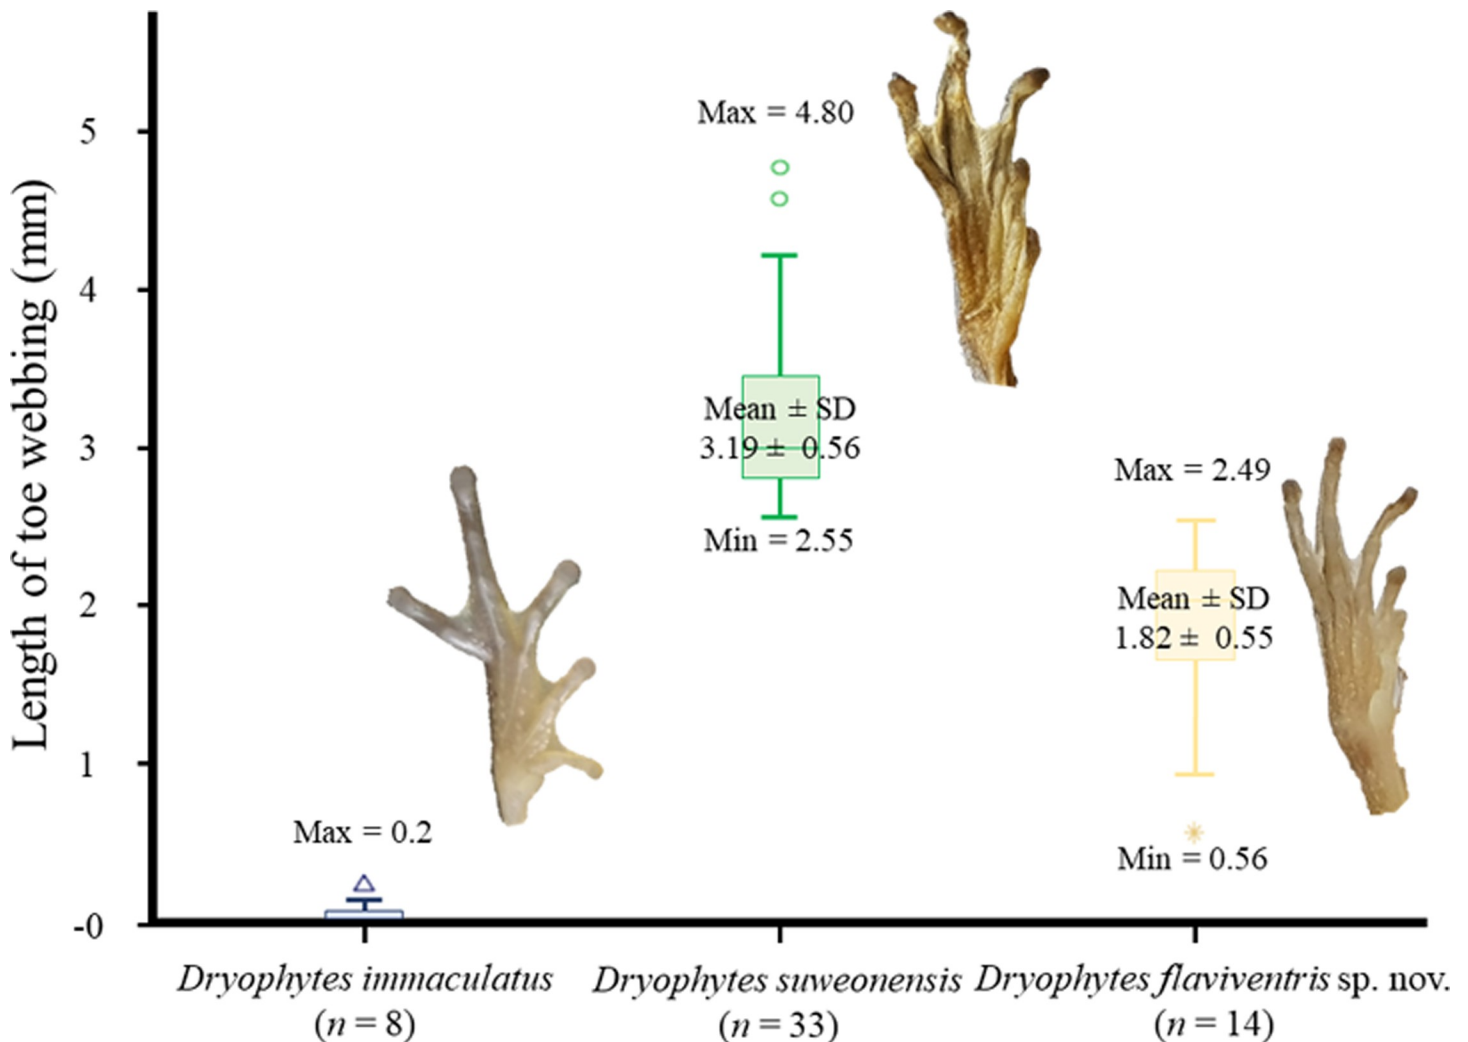 Length of toe webbing (mm)
5
4
3
2
1
-0
Max = 4.80
Mean ± SD
3.19 ± 0.56
Min = 2.55
Max = 2.49
Mean ± SD
1.82 ± 0.55
Min = 0.56
Max = 0.2
Dryophytes immaculatus
(n = 8)
Dryophytes suweonensis
(n = 33)
Dryophytes flaviventris sp. nov.
(n = 14)